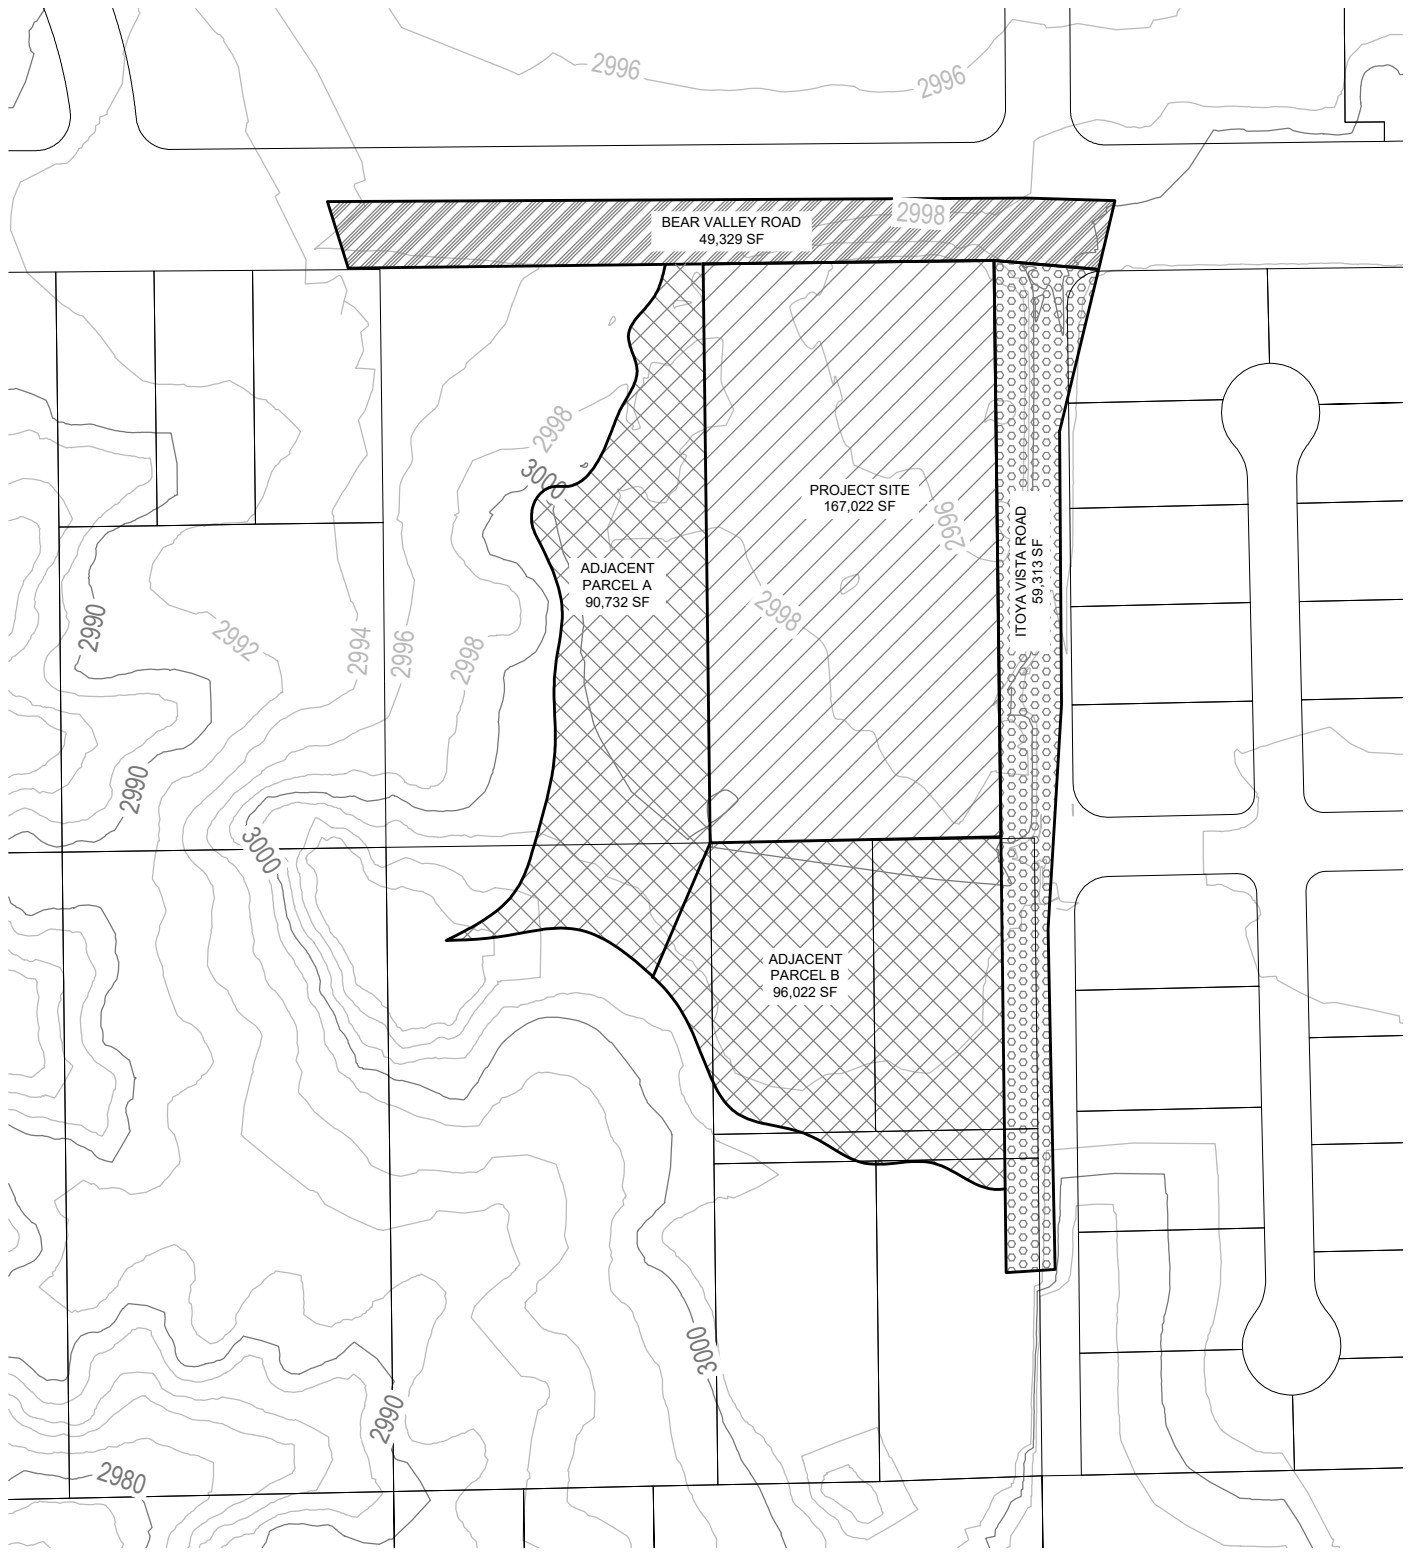 2996
2996
BEAR VALLEY ROAD
49,329 SF
2998
2998
3000
PROJECT SITE
167,022 SF
2996
ITOYA VISTA ROAD
59,313 SF
ADJACENT
PARCEL A
90,732 SF
2998
2990
2992
2994
2996
2998
2990
3000
ADJACENT
PARCEL B
96,022 SF
3000
2990
2980